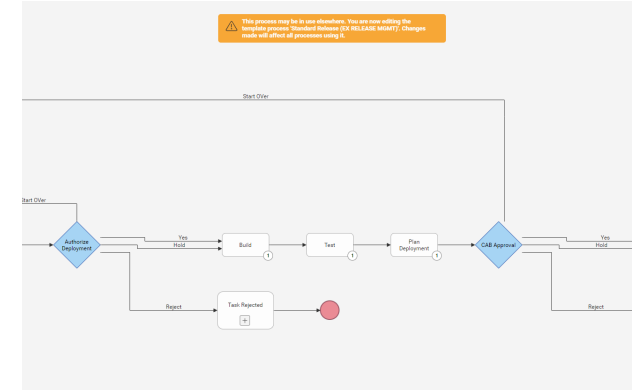 This process may be in use elsewhere. You are now editing the
template process 'Standard Release (EX RELEASE MGMT)'. Changes
made will effect all processes using it.
Start OVer
Start OVer
Authorize
Deployment
Yes
Hold
Build
1
Test
1
Plan
Deployment
1
CAB Approval
Yes
Hold
Reject
Task Rejected
Reject